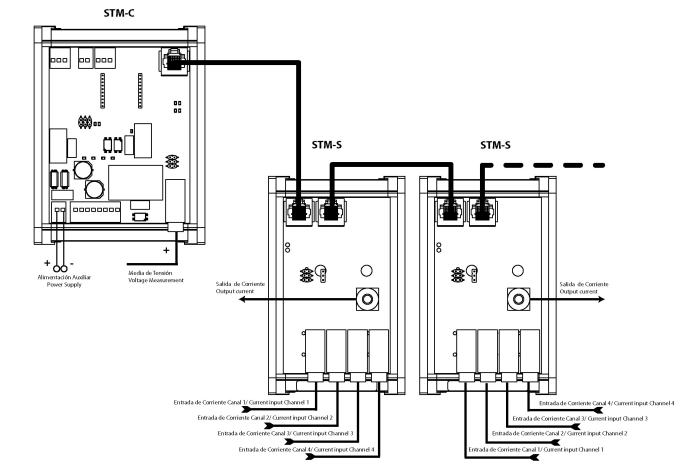 STM-C
STM-S
STM-S
+
-
Alimentación Auxiliar
Power Supply
+
Media de Tensión
Voltage Measurement
Salida de Corriente
Output current
Salida de Corriente
Output current
Entrada de Corriente Canal 1/ Current input Channel 1
Entrada de Corriente Canal 2/ Current input Channel 2
Entrada de Corriente Canal 3/ Current input Channel 3
Entrada de Corriente Canal 4/ Current input Channel 4
Entrada de Corriente Canal 4/ Current input Channel 4
Entrada de Corriente Canal 3/ Current input Channel 3
Entrada de Corriente Canal 2/ Current input Channel 2
Entrada de Corriente Canal 1/ Current input Channel 1